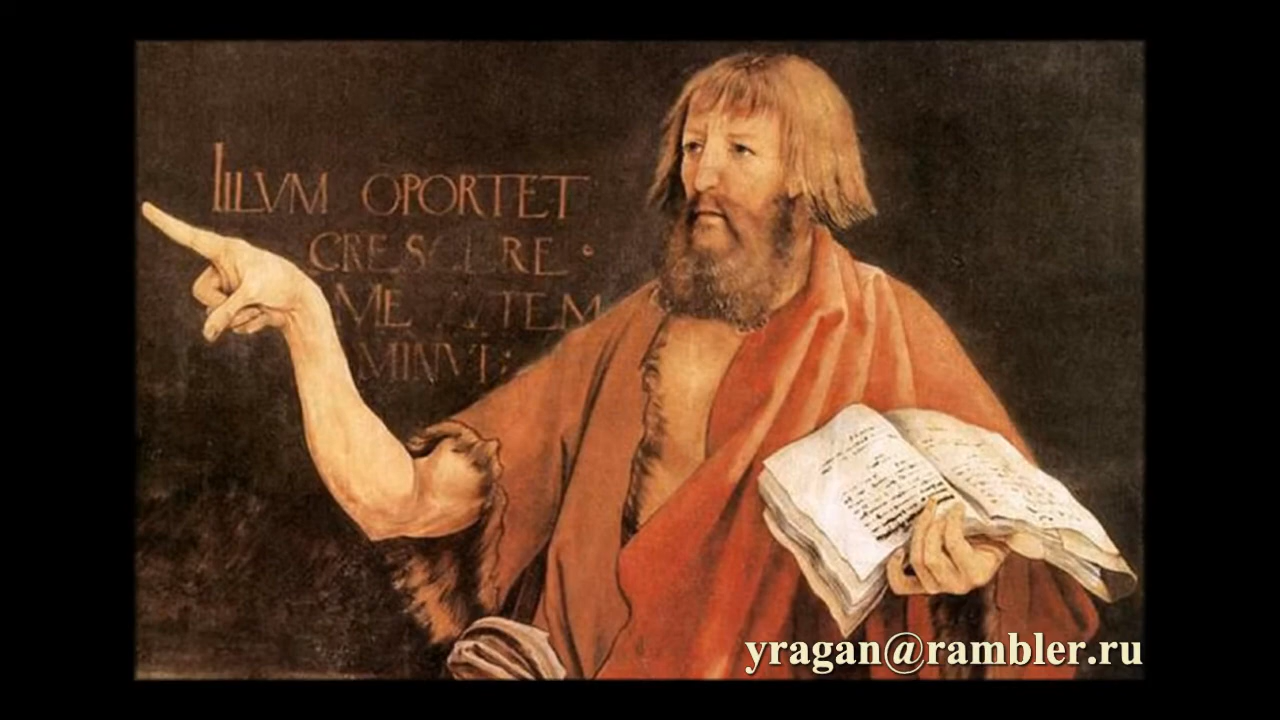 ILLVM OPORTET
CRESCERE •
ME AVTEM
MINVI:
yragan@rambler.ru